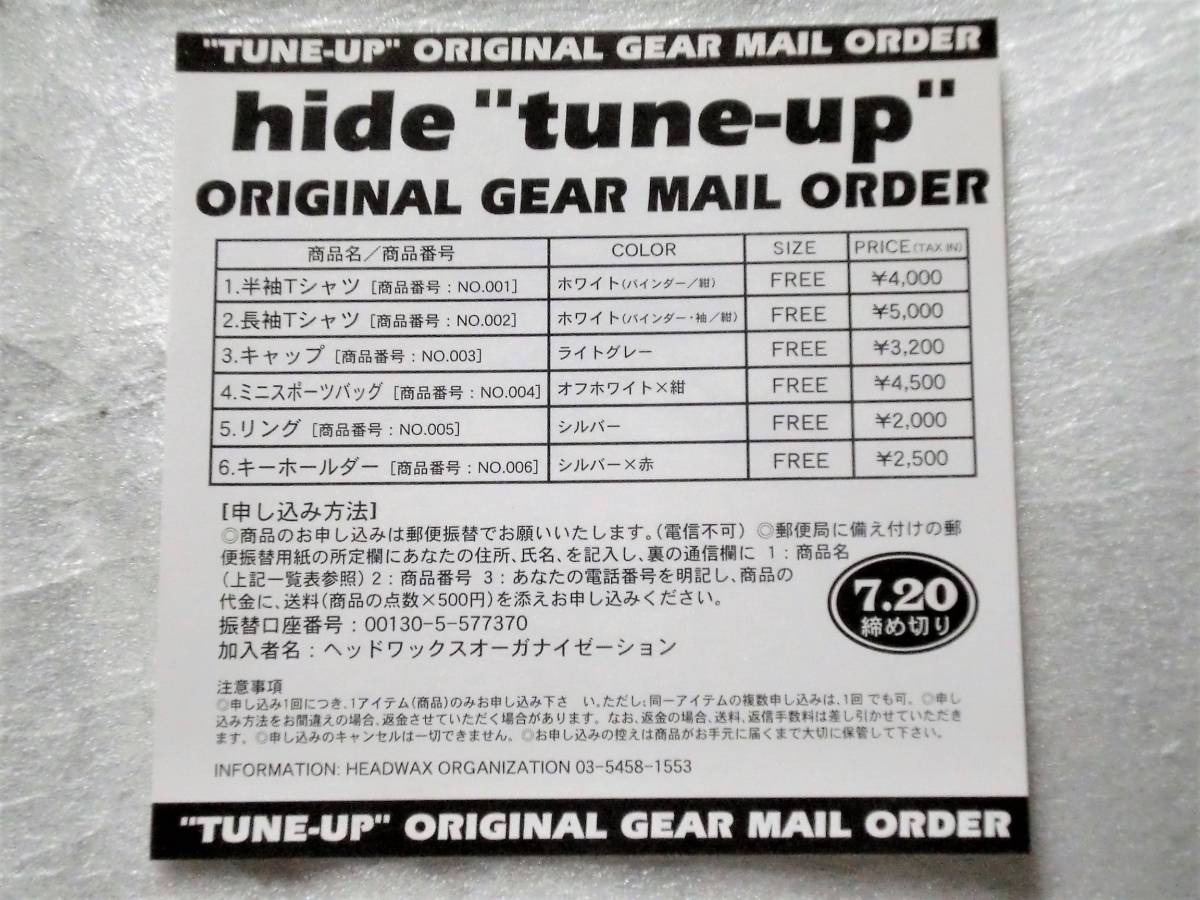 "TUNE-UP" ORIGINAL GEAR MAIL ORDER
hide "tune-up"
ORIGINAL GEAR MAIL ORDER
商品名／商品番号 COLOR SIZE PRICE(TAX IN)
1.半袖Tシャツ [商品番号：NO.001] ホワイト(バインダー／紺) FREE ¥4,000
2.長袖Tシャツ [商品番号：NO.002] ホワイト(バインダー・袖／紺) FREE ¥5,000
3.キャップ [商品番号：NO.003] ライトグレー FREE ¥3,200
4.ミニスポーツバッグ [商品番号：NO.004] オフホワイト×紺 FREE ¥4,500
5.リング [商品番号：NO.005] シルバー FREE ¥2,000
6.キーホールダー [商品番号：NO.006] シルバー×赤 FREE ¥2,500
[申し込み方法]
◎商品のお申し込みは郵便振替でお願いいたします。(電信不可) ◎郵便局に備え付けの郵
便振替用紙の所定欄にあなたの住所、氏名、を記入し、裏の通信欄に 1：商品名
(上記一覧表参照) 2：商品番号 3：あなたの電話番号を明記し、商品の
代金に、送料(商品の点数×500円)を添えお申し込みください。
振替口座番号：00130-5-577370
加入者名：ヘッドワックスオーガナイゼーション
7.20
締め切り
注意事項
◎申し込み1回につき、1アイテム(商品)のみお申し込み下さ い。ただし；同一アイテムの複数申し込みは、1回 でも可。◎申し
込み方法をお間違えの場合、返金させていただく場合があります。なお、返金の場合、送料、返信手数料は差し引かせていただき
ます。◎申し込みのキャンセルは一切できません。◎お申し込みの控えは商品がお手元に届くまで大切に保管して下さい。
INFORMATION: HEADWAX ORGANIZATION 03-5458-1553
"TUNE-UP" ORIGINAL GEAR MAIL ORDER